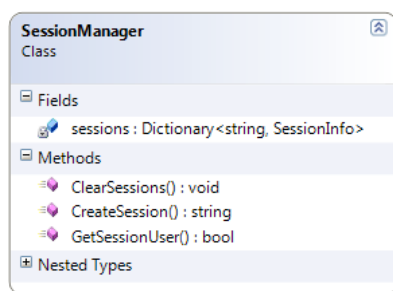 SessionManager
Class
Fields
sessions : Dictionary<string, SessionInfo>
Methods
ClearSessions() : void
CreateSession() : string
GetSessionUser() : bool
Nested Types